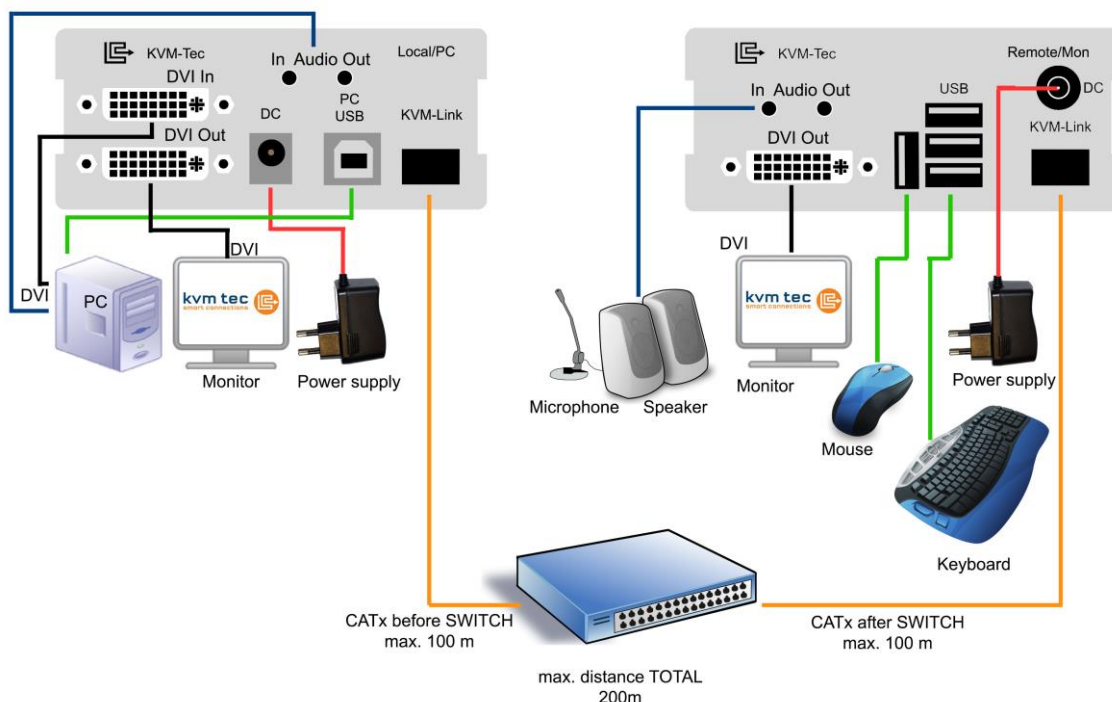 KVM-Tec
Local/PC
In Audio Out
DVI In
DVI Out
DC
PC
USB
KVM-Link
DVI
DVI
PC
kvm tec
smart connections
Monitor
Power supply
KVM-Tec
Remote/Mon
In Audio Out
USB
DC
DVI Out
KVM-Link
DVI
kvm tec
smart connections
Microphone
Speaker
Monitor
Mouse
Power supply
Keyboard
CATx before SWITCH
max. 100 m
CATx after SWITCH
max. 100 m
max. distance TOTAL
200m